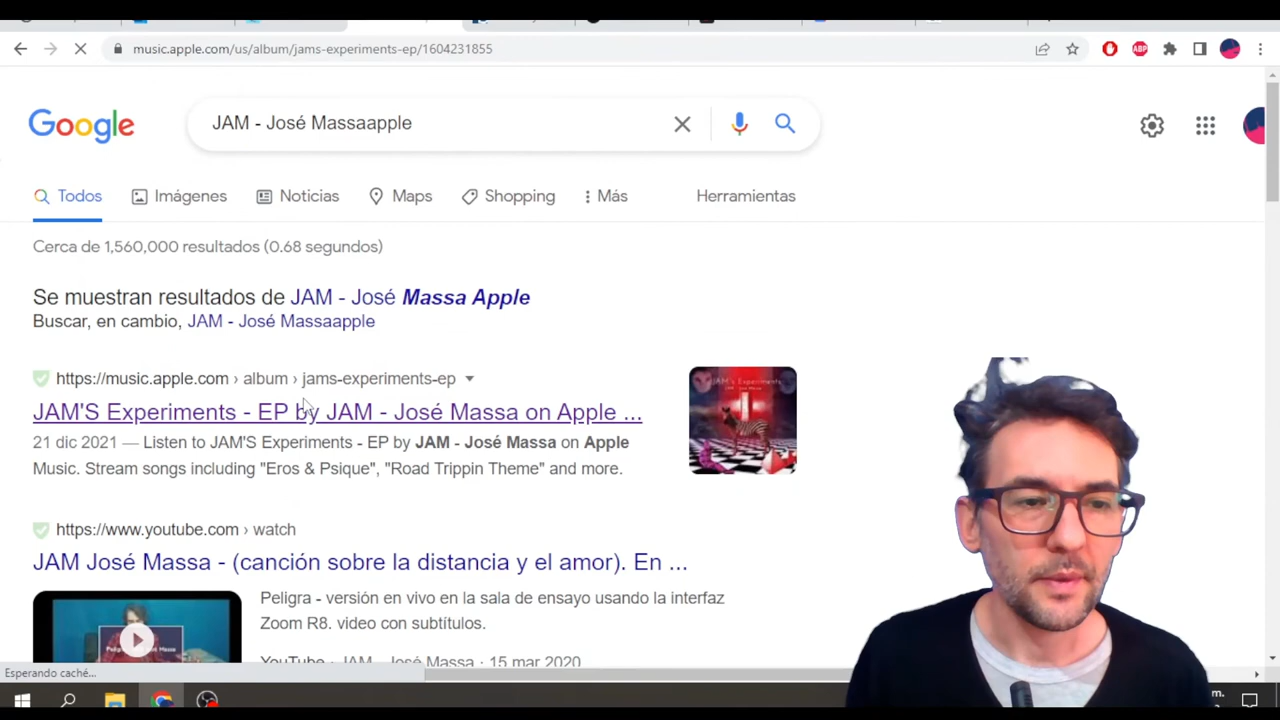 music.apple.com/us/album/jams-experiments-ep/1604231855
ABP
Google
JAM - José Massaapple
Todos
Imágenes
Noticias
Maps
Shopping
Más
Herramientas
Cerca de 1,560,000 resultados (0.68 segundos)
Se muestran resultados de JAM - José Massa Apple
Buscar, en cambio, JAM - José Massaapple
https://music.apple.com › album › jams-experiments-ep
JAM'S Experiments - EP by JAM - José Massa on Apple ...
21 dic 2021 — Listen to JAM'S Experiments - EP by JAM - José Massa on Apple
Music. Stream songs including "Eros & Psique", "Road Trippin Theme" and more.
JAM's Experiments
https://www.youtube.com › watch
JAM José Massa - (canción sobre la distancia y el amor). En ...
Peligra - versión en vivo en la sala de ensayo usando la interfaz
Zoom R8. video con subtítulos.
YouTube · JAM - José Massa · 15 mar 2020
Esperando caché...
m.